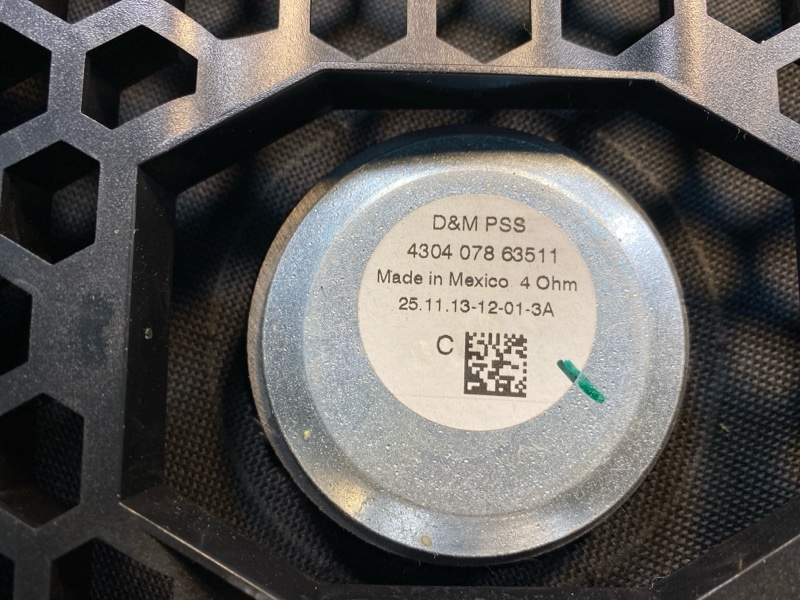 D&M PSS
4304 078 63511
Made in Mexico 4 Ohm
25.11.13-12-01-3A
C